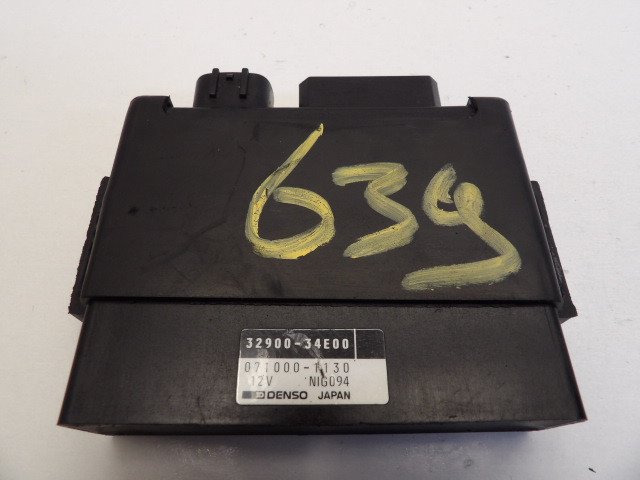 639
32900-34E00
071000-1130
12V NIG094
DENSO JAPAN